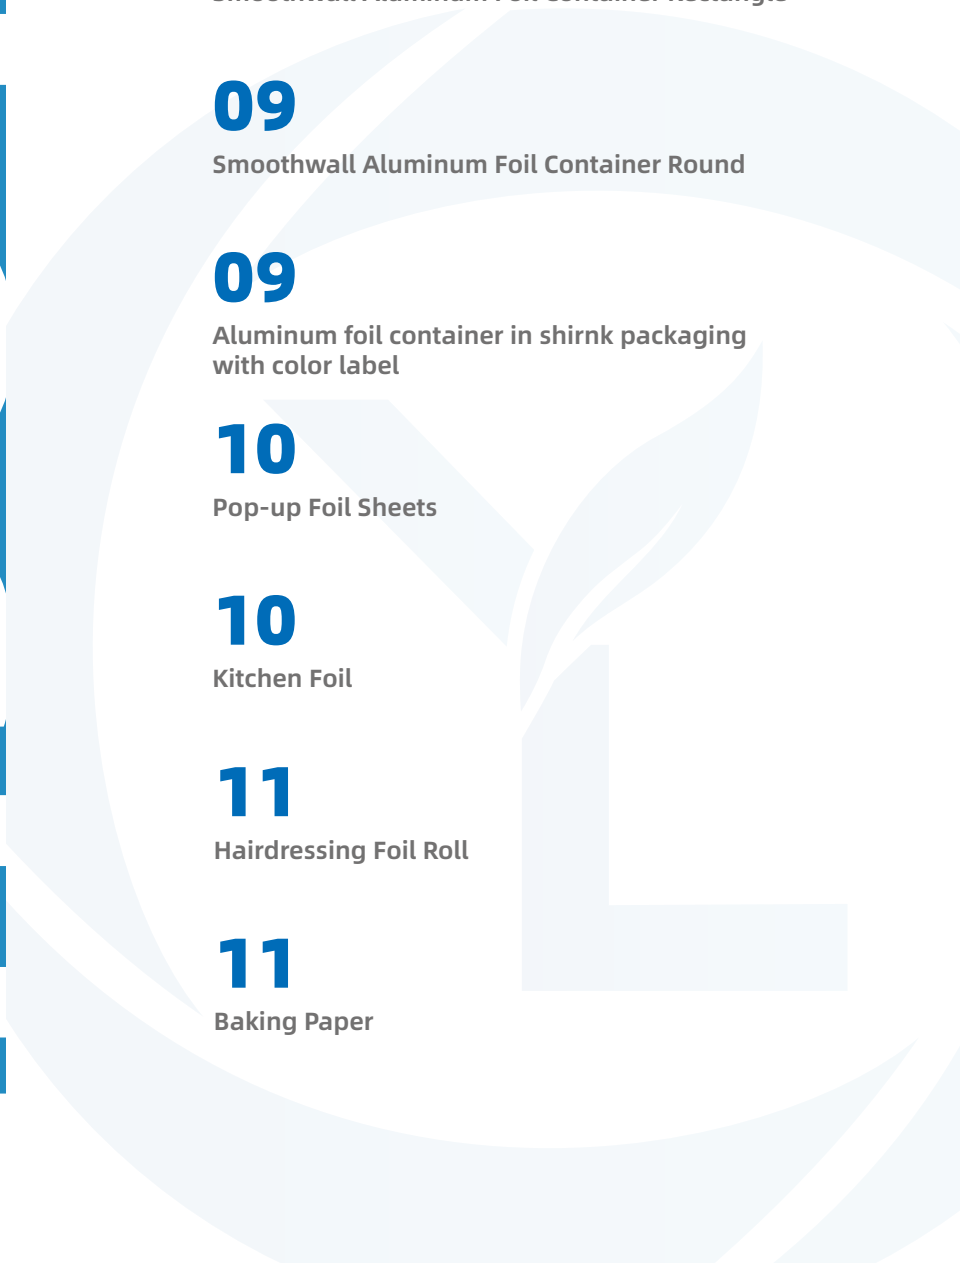 09
Smoothwall Aluminum Foil Container Round
09
Aluminum foil container in shirnk packaging
with color label
10
Pop-up Foil Sheets
10
Kitchen Foil
11
Hairdressing Foil Roll
11
Baking Paper